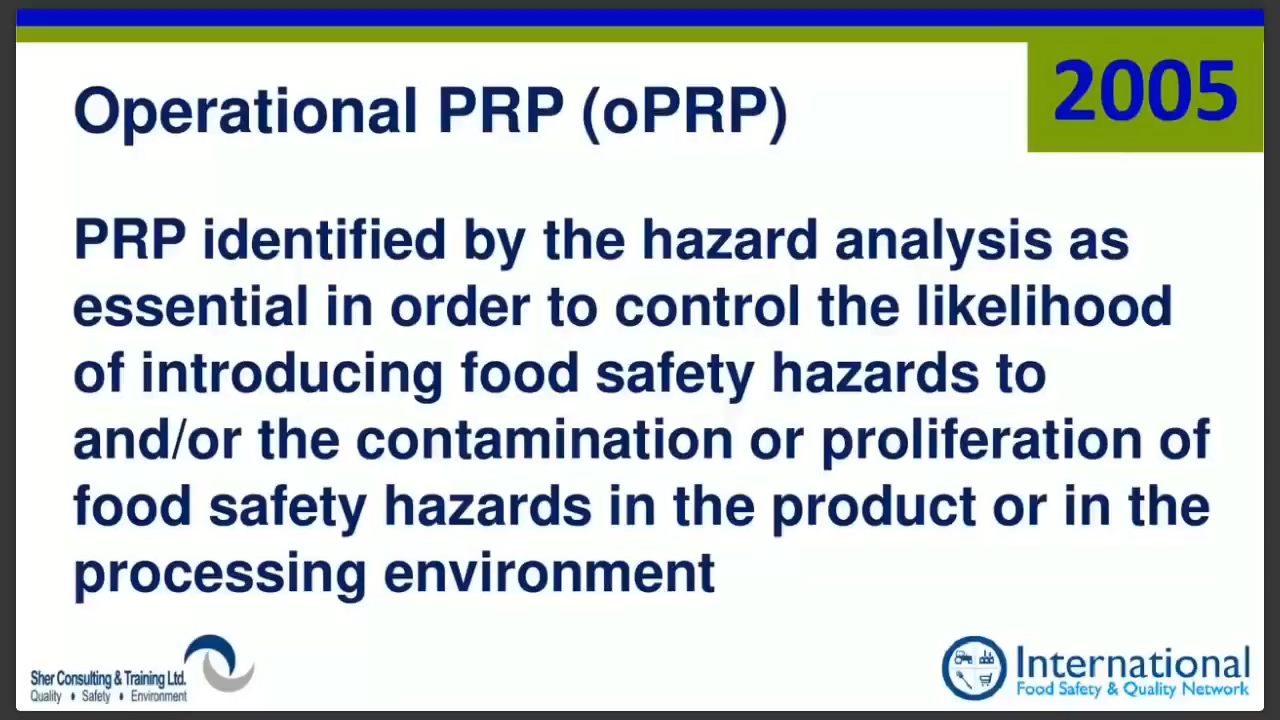 2005
Operational PRP (oPRP)
PRP identified by the hazard analysis as
essential in order to control the likelihood
of introducing food safety hazards to
and/or the contamination or proliferation of
food safety hazards in the product or in the
processing environment
Sher Consulting & Training Ltd.
Quality • Safety • Environment
International
Food Safety & Quality Network